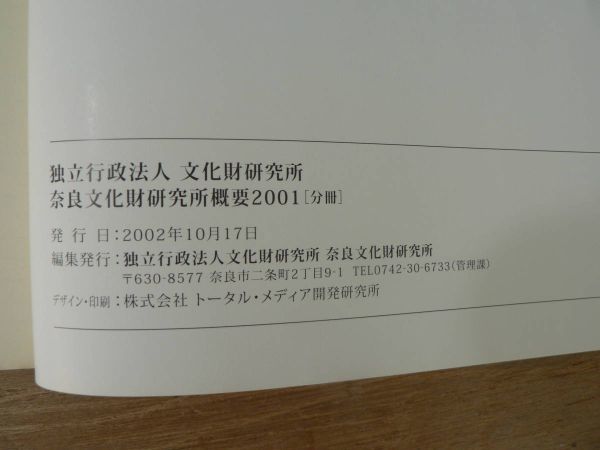 独立行政法人 文化財研究所
奈良文化財研究所概要2001[分冊]
発 行 日：2002年10月17日
編集発行：独立行政法人文化財研究所 奈良文化財研究所
〒630-8577 奈良市二条町2丁目9-1 TEL0742-30-6733(管理課)
デザイン・印刷：株式会社 トータル・メディア開発研究所